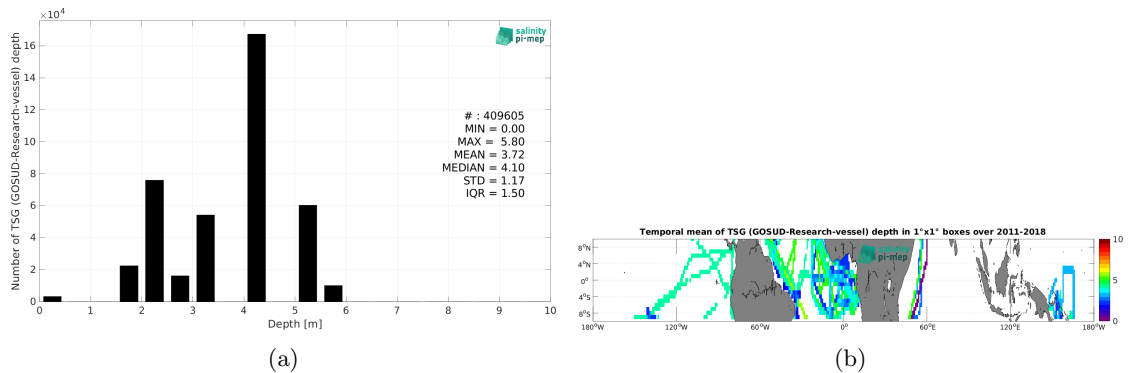 ×10⁴
16
14
12
10
8
6
4
2
0
Number of TSG (GOSUD-Research-vessel) depth
salinity
pi-mep
# : 409605
MIN = 0.00
MAX = 5.80
MEAN = 3.72
MEDIAN = 4.10
STD = 1.17
IQR = 1.50
0 1 2 3 4 5 6 7 8 9 10
Depth [m]
(a)
Temporal mean of TSG (GOSUD-Research-vessel) depth in 1°x1° boxes over 2011-2018
salinity
pi-mep
8°N
4°N
0°
4°S
8°S
180°W 120°W 60°W 0° 60°E 120°E 180°W
10
5
0
(b)